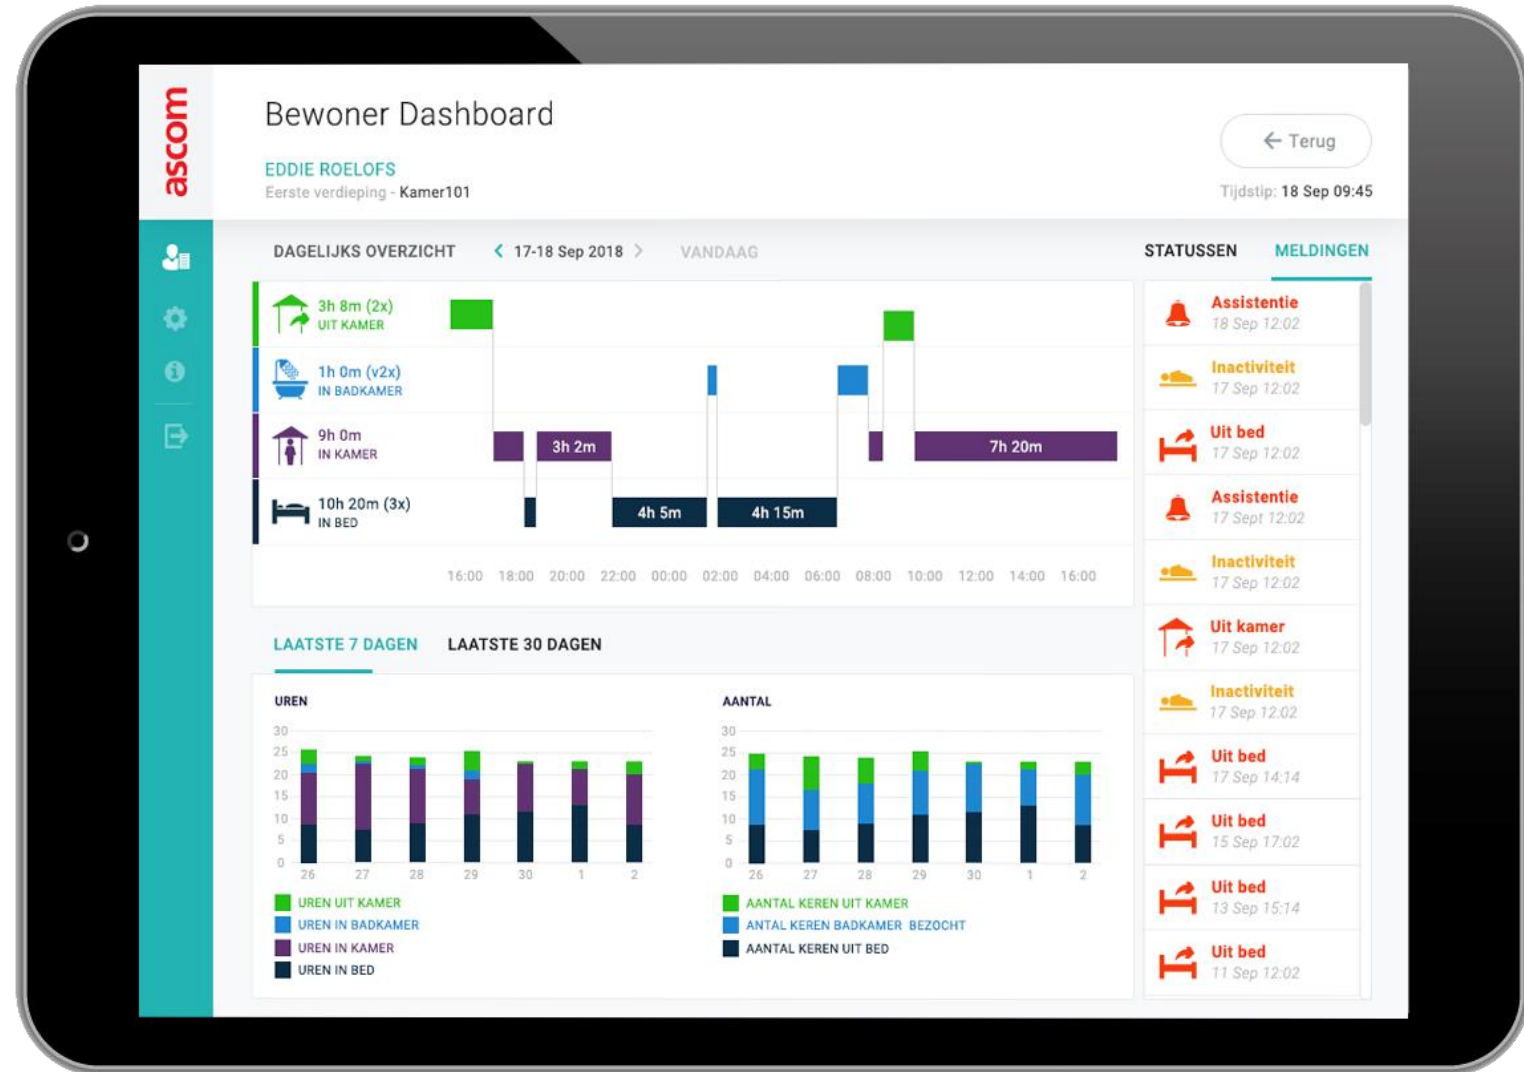 ascom
Bewoner Dashboard
EDDIE ROELOFS
Eerste verdieping - Kamer101
Terug
Tijdstip: 18 Sep 09:45
DAGELIJKS OVERZICHT
17-18 Sep 2018
VANDAAG
3h 8m (2x)
UIT KAMER
1h 0m (v2x)
IN BADKAMER
9h 0m
IN KAMER
3h 2m
7h 20m
10h 20m (3x)
IN BED
4h 5m
4h 15m
16:00 18:00 20:00 22:00 00:00 02:00 04:00 06:00 08:00 10:00 12:00 14:00 16:00
LAATSTE 7 DAGEN
LAATSTE 30 DAGEN
UREN
30
25
20
15
10
5
0
26 27 28 29 30 1 2
UREN UIT KAMER
UREN IN BADKAMER
UREN IN KAMER
UREN IN BED
AANTAL
30
25
20
15
10
5
0
26 27 28 29 30 1 2
AANTAL KEREN UIT KAMER
ANTAL KEREN BADKAMER BEZOCHT
AANTAL KEREN UIT BED
STATUSSEN
MELDINGEN
Assistentie
18 Sep 12:02
Inactiviteit
17 Sep 12:02
Uit bed
17 Sep 12:02
Assistentie
17 Sept 12:02
Inactiviteit
17 Sep 12:02
Uit kamer
17 Sep 12:02
Inactiviteit
17 Sep 12:02
Uit bed
17 Sep 14:14
Uit bed
15 Sep 17:02
Uit bed
13 Sep 15:14
Uit bed
11 Sep 12:02